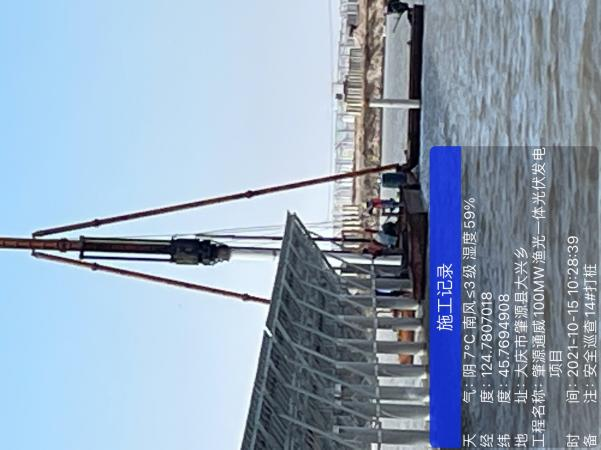 施工记录
天 气：阴 7°C 南风≤3级 湿度59%
经 度：124.7807018
纬 度：45.7694908
地 址：大庆市肇源县大兴乡
工程名称：肇源通威100MW渔光一体光伏发电
项目
时 间：2021-10-15 10:28:39
备 注：安全巡查14#打桩